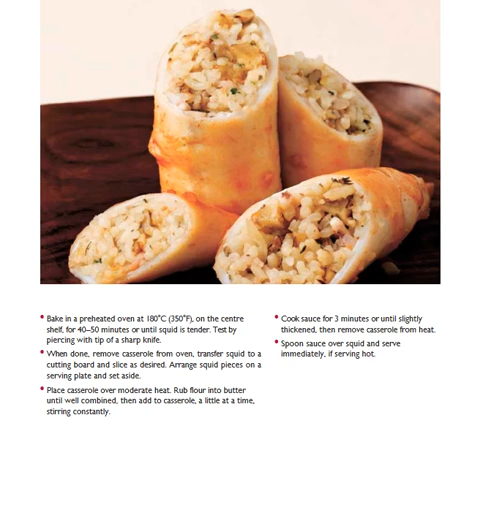 • Bake in a preheated oven at 180°C (350°F), on the centre
shelf, for 40–50 minutes or until squid is tender. Test by
piercing with tip of a sharp knife.
• When done, remove casserole from oven, transfer squid to a
cutting board and slice as desired. Arrange squid pieces on a
serving plate and set aside.
• Place casserole over moderate heat. Rub flour into butter
until well combined, then add to casserole, a little at a time,
stirring constantly.
• Cook sauce for 3 minutes or until slightly
thickened, then remove casserole from heat.
• Spoon sauce over squid and serve
immediately, if serving hot.